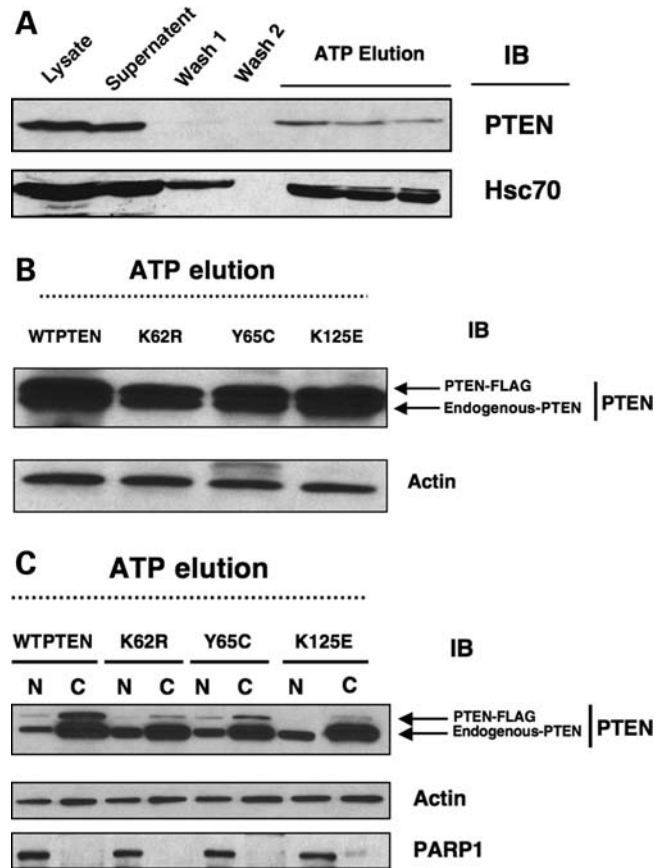 A
Lysate
Supernatent
Wash 1
Wash 2
ATP Elution
IB
PTEN
Hsc70
B
ATP elution
WTPTEN K62R Y65C K125E
IB
PTEN-FLAG
Endogenous-PTEN
PTEN
Actin
C
ATP elution
WTPTEN K62R Y65C K125E
IB
N C N C N C N C
PTEN-FLAG
Endogenous-PTEN
PTEN
Actin
PARP1